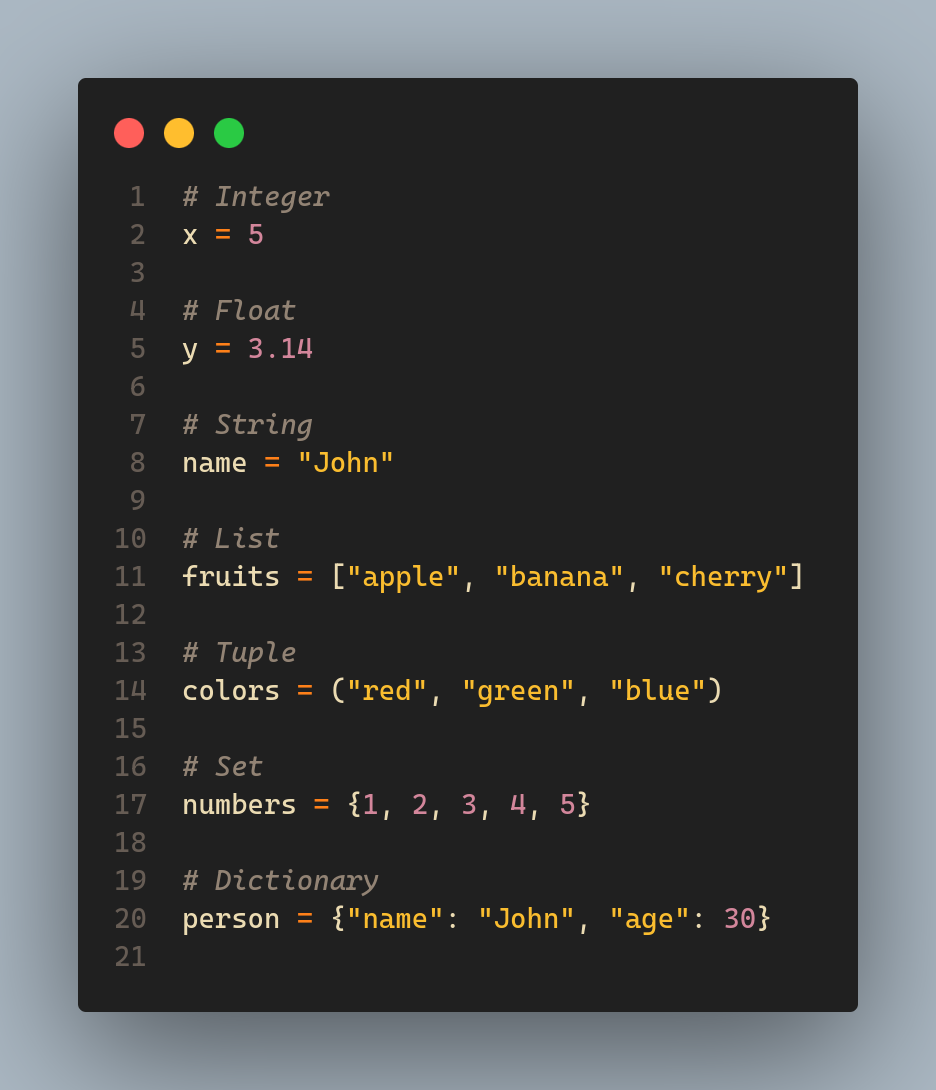 1 # Integer
2 x = 5
3
4 # Float
5 y = 3.14
6
7 # String
8 name = "John"
9
10 # List
11 fruits = ["apple", "banana", "cherry"]
12
13 # Tuple
14 colors = ("red", "green", "blue")
15
16 # Set
17 numbers = {1, 2, 3, 4, 5}
18
19 # Dictionary
20 person = {"name": "John", "age": 30}
21